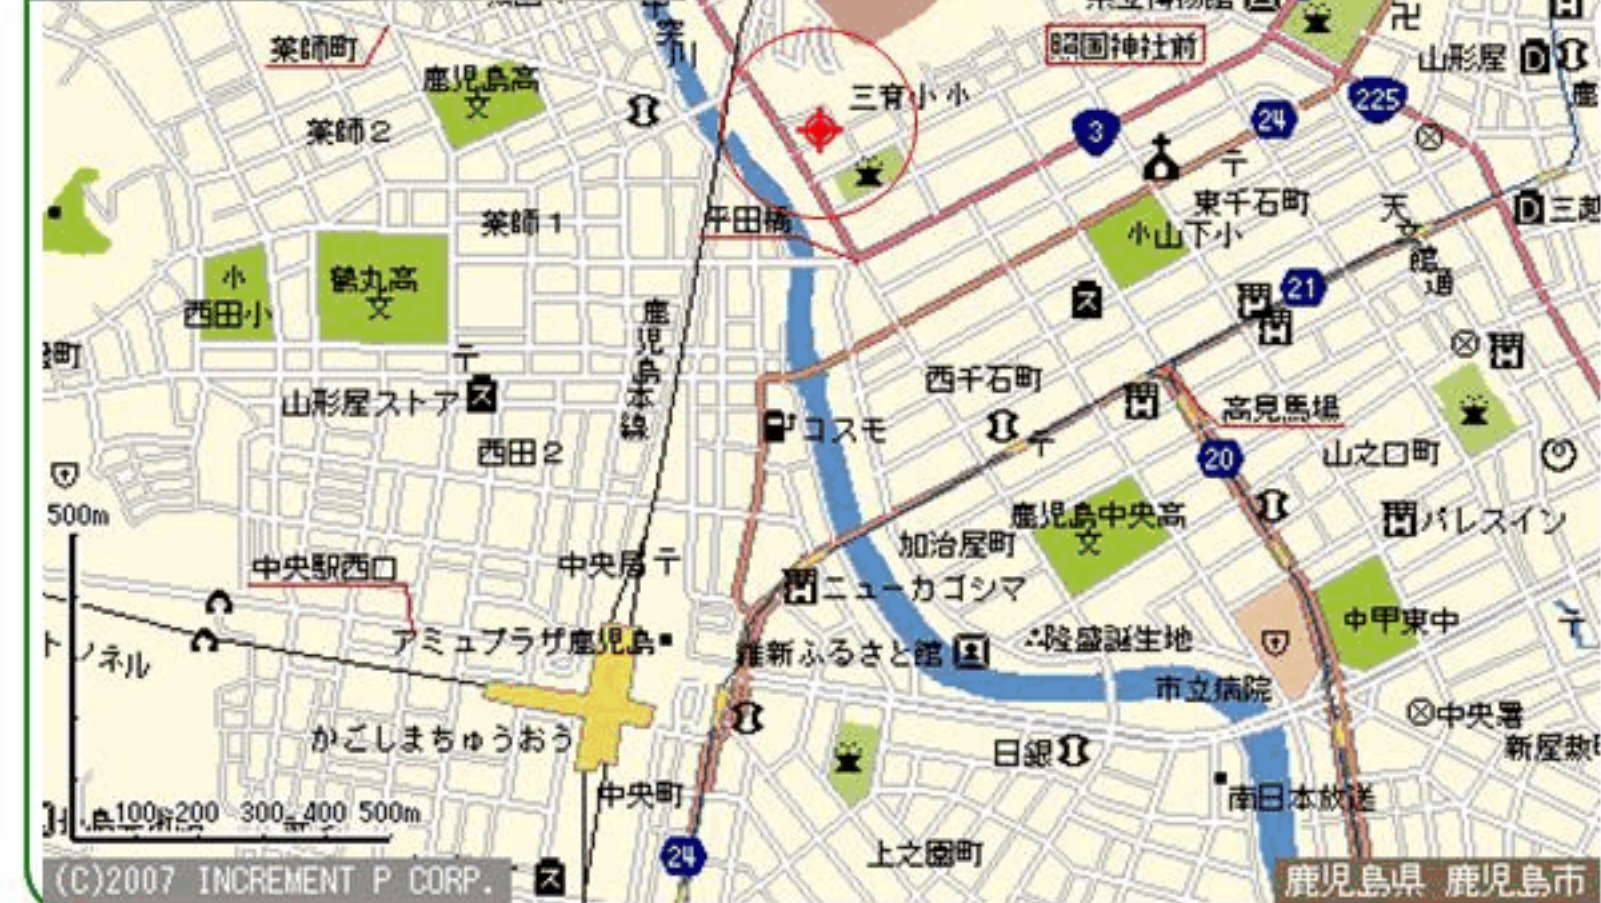 薬師町
照国神社前
山形屋
鹿児島高
文
三育小
小
225
24
3
薬師2
〒
東千石町
薬師1
平田橋
天
文
館
通
小山下小
小
西田小
鶴丸高
文
21
鹿
児
島
本
線
〒
西千石町
山形屋ストア
コスモ
高見馬場
西田2
〒
20
山之口町
500m
鹿児島中央高
文
パレスイン
加治屋町
中央駅西口
中央局〒
ニューカゴシマ
アミュプラザ鹿児島
維新ふるさと館
隆盛誕生地
甲東中
トンネル
市立病院
中央署
かごしまちゅうおう
日銀
中央町
南日本放送
100 200 300 400 500m
上之園町
24
(C)2007 INCREMENT P CORP.
鹿児島県 鹿児島市